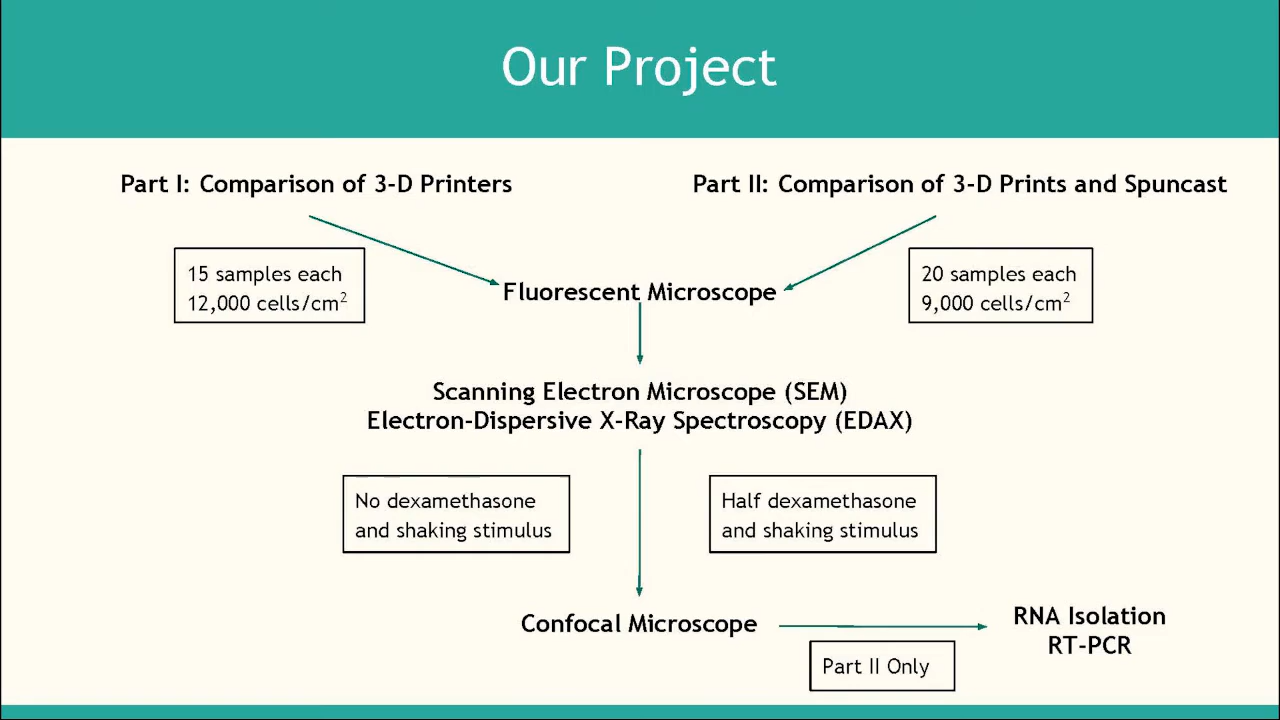 Our Project
Part I: Comparison of 3-D Printers
Part II: Comparison of 3-D Prints and Spuncast
15 samples each
12,000 cells/cm²
20 samples each
9,000 cells/cm²
Fluorescent Microscope
Scanning Electron Microscope (SEM)
Electron-Dispersive X-Ray Spectroscopy (EDAX)
No dexamethasone
and shaking stimulus
Half dexamethasone
and shaking stimulus
Confocal Microscope
RNA Isolation
RT-PCR
Part II Only